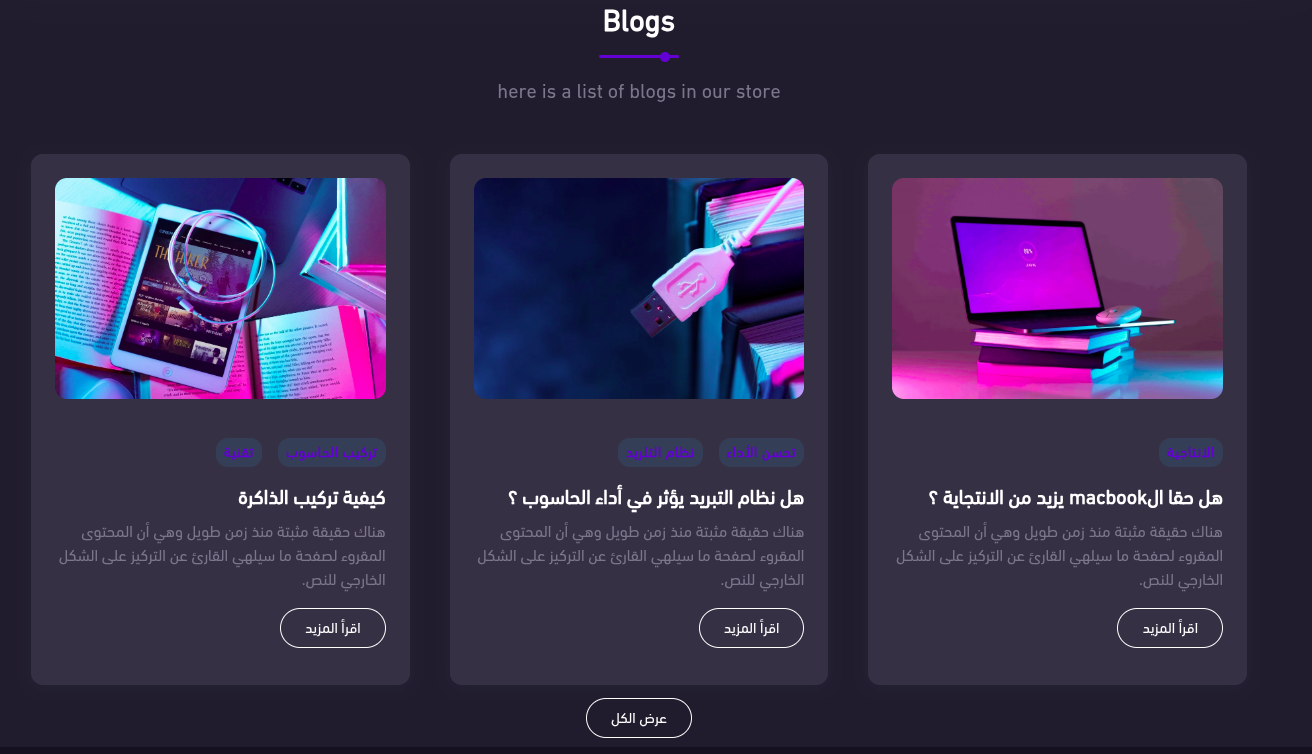 Blogs
here is a list of blogs in our store
الانتاجية
هل حقا الmacbook يزيد من الانتجاية ؟
هناك حقيقة مثبتة منذ زمن طويل وهي أن المحتوى
المقروء لصفحة ما سيلهي القارئ عن التركيز على الشكل
الخارجي للنص.
اقرأ المزيد
تحسن الأداء نظام التبريد
هل نظام التبريد يؤثر في أداء الحاسوب ؟
هناك حقيقة مثبتة منذ زمن طويل وهي أن المحتوى
المقروء لصفحة ما سيلهي القارئ عن التركيز على الشكل
الخارجي للنص.
اقرأ المزيد
تركيب الحاسوب تقنية
كيفية تركيب الذاكرة
هناك حقيقة مثبتة منذ زمن طويل وهي أن المحتوى
المقروء لصفحة ما سيلهي القارئ عن التركيز على الشكل
الخارجي للنص.
اقرأ المزيد
عرض الكل